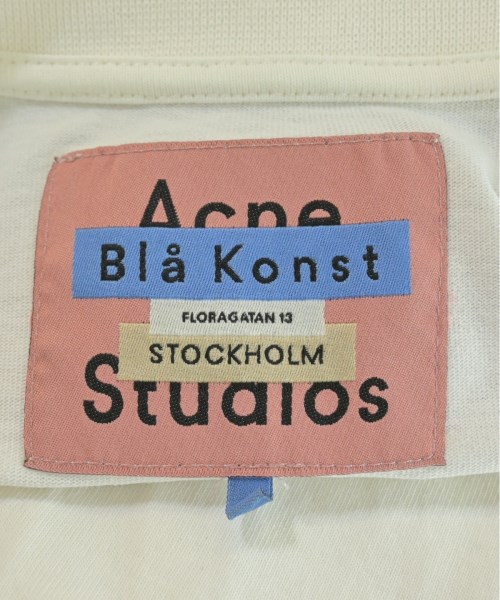 Acne
Blå Konst
FLORAGATAN 13
STOCKHOLM
Studios